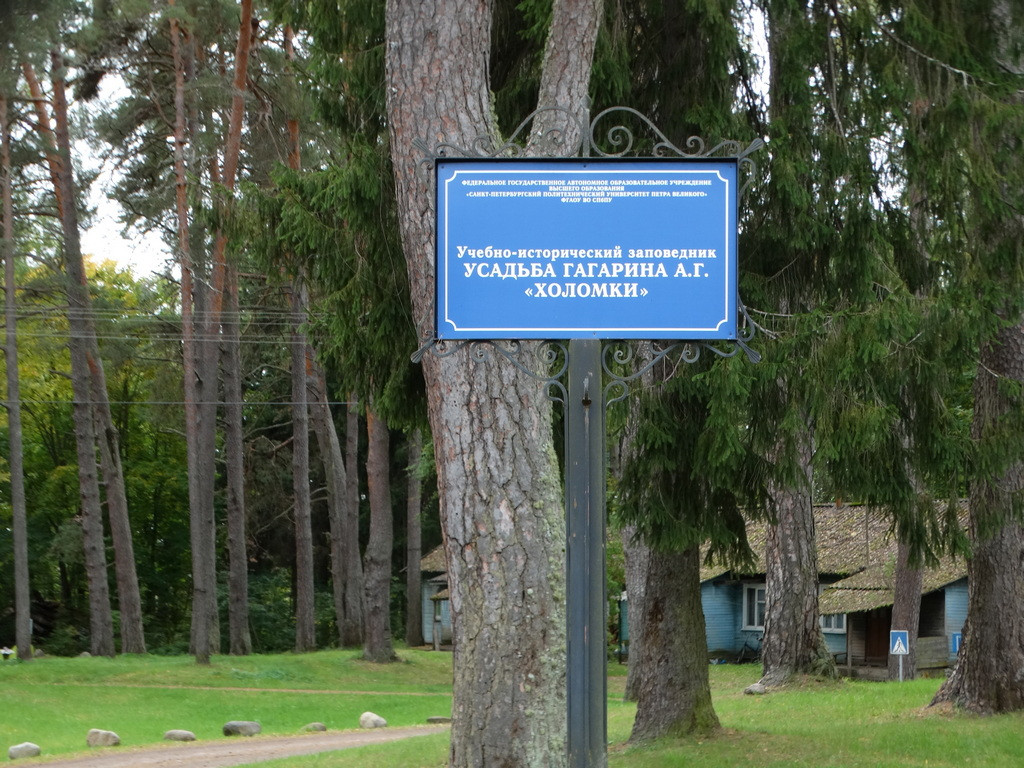 ФЕДЕРАЛЬНОЕ ГОСУДАРСТВЕННОЕ АВТОНОМНОЕ ОБРАЗОВАТЕЛЬНОЕ УЧРЕЖДЕНИЕ
ВЫСШЕГО ОБРАЗОВАНИЯ
«САНКТ-ПЕТЕРБУРГСКИЙ ПОЛИТЕХНИЧЕСКИЙ УНИВЕРСИТЕТ ПЕТРА ВЕЛИКОГО»
ФГАОУ ВО СПбПУ
Учебно-исторический заповедник
УСАДЬБА ГАГАРИНА А.Г.
«ХОЛОМКИ»